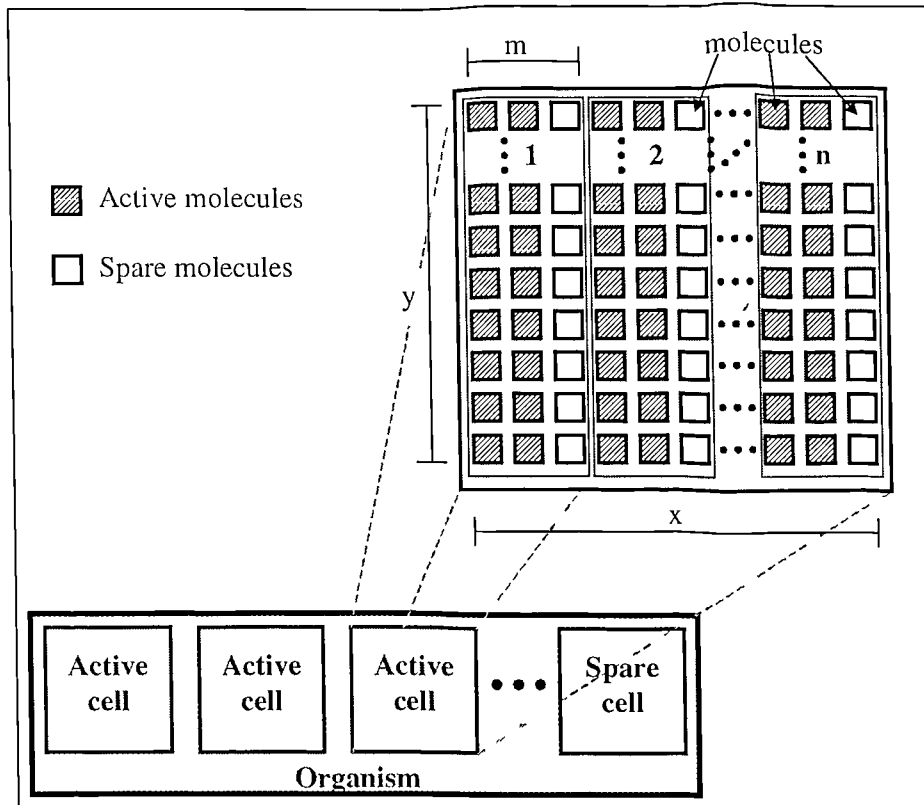 molecules
m
1 2 n
Active molecules
Spare molecules
y
x
Active cell
Active cell
Active cell
Spare cell
Organism